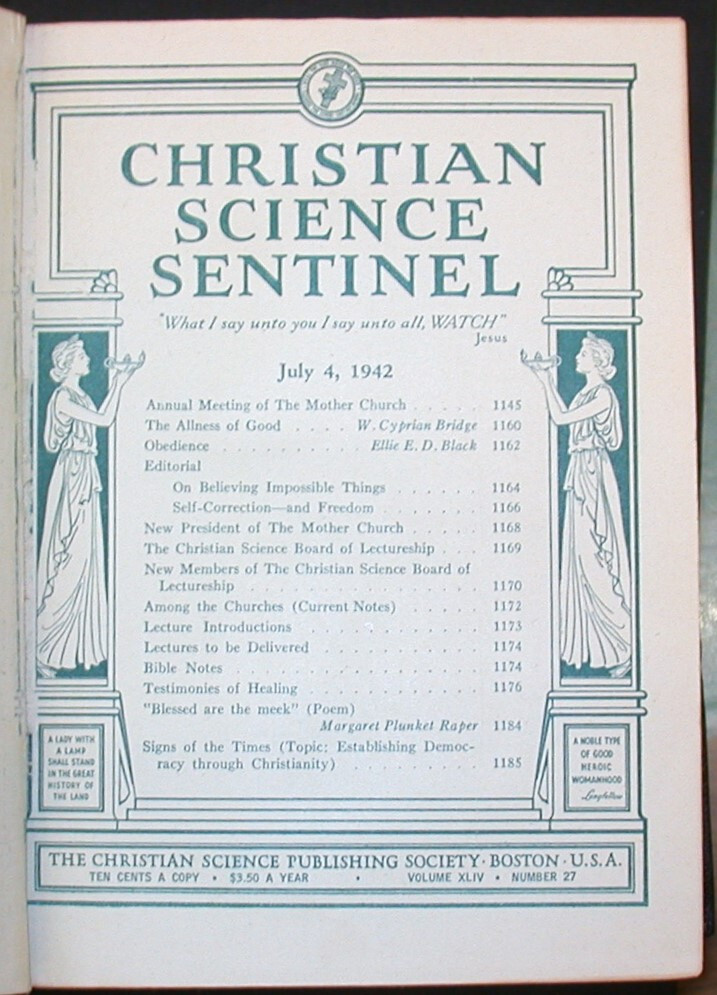 CHRISTIAN
SCIENCE
SENTINEL
"What I say unto you I say unto all, WATCH"
Jesus
July 4, 1942
Annual Meeting of The Mother Church . . . . . 1145
The Allness of Good . . . . W. Cyprian Bridge 1160
Obedience . . . . . . . . . . Ellie E. D. Black 1162
Editorial
On Believing Impossible Things . . . . . . 1164
Self-Correction—and Freedom . . . . . . . 1166
New President of The Mother Church . . . . . 1168
The Christian Science Board of Lectureship . . . 1169
New Members of The Christian Science Board of
Lectureship . . . . . . . . . . . . . . . . . 1170
Among the Churches (Current Notes) . . . . . 1172
Lecture Introductions . . . . . . . . . . . . 1173
Lectures to be Delivered . . . . . . . . . . . 1174
Bible Notes . . . . . . . . . . . . . . . . 1174
Testimonies of Healing . . . . . . . . . . . . 1176
"Blessed are the meek" (Poem)
Margaret Plunket Raper 1184
Signs of the Times (Topic: Establishing Democ-
racy through Christianity) . . . . . . . . . 1185
A LADY WITH
A LAMP
SHALL STAND
IN THE GREAT
HISTORY OF
THE LAND
A NOBLE TYPE
OF GOOD
HEROIC
WOMANHOOD
Longfellow
THE CHRISTIAN SCIENCE PUBLISHING SOCIETY · BOSTON · U.S.A.
TEN CENTS A COPY • $3.50 A YEAR • VOLUME XLIV • NUMBER 27